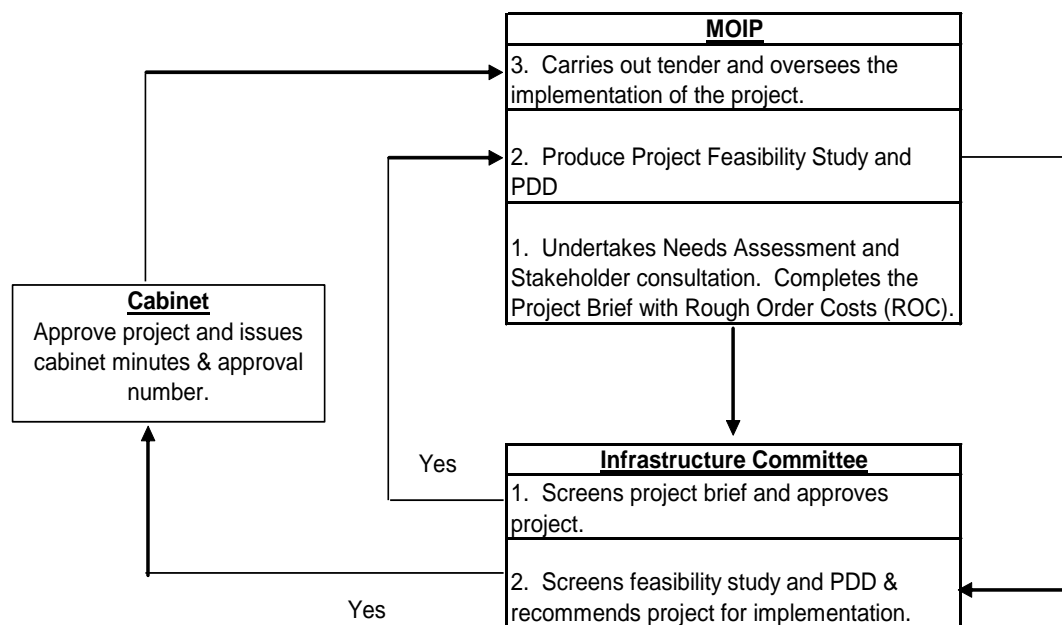 MOIP
3.  Carries out tender and oversees the
implementation of the project.
2.  Produce Project Feasibility Study and
PDD
1.  Undertakes Needs Assessment and
Stakeholder consultation.  Completes the
Project Brief with Rough Order Costs (ROC).
Cabinet
Approve project and issues
cabinet minutes & approval
number.
Yes
Infrastructure Committee
1.  Screens project brief and approves
project.
2.  Screens feasibility study and PDD &
recommends project for implementation.
Yes